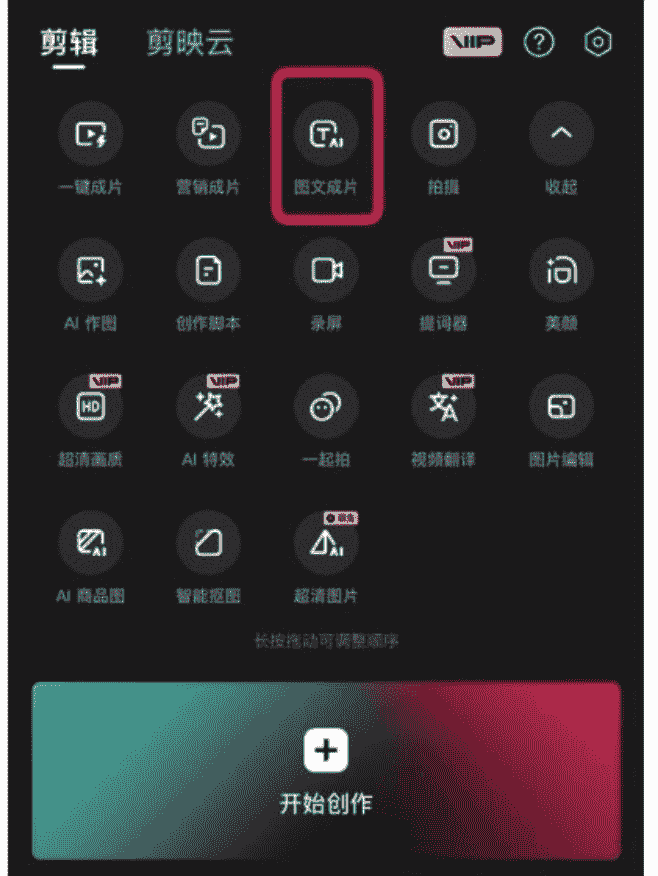 剪辑 剪映云 VIP
一键成片 营销成片 图文成片 拍摄 收起
VIP
AI 作图 创作脚本 录屏 提词器 美颜
VIP VIP VIP
HD
超清画质 AI 特效 一起拍 视频翻译 图片编辑
AI AI
AI 商品图 智能抠图 超清图片
长按拖动可调整顺序
开始创作